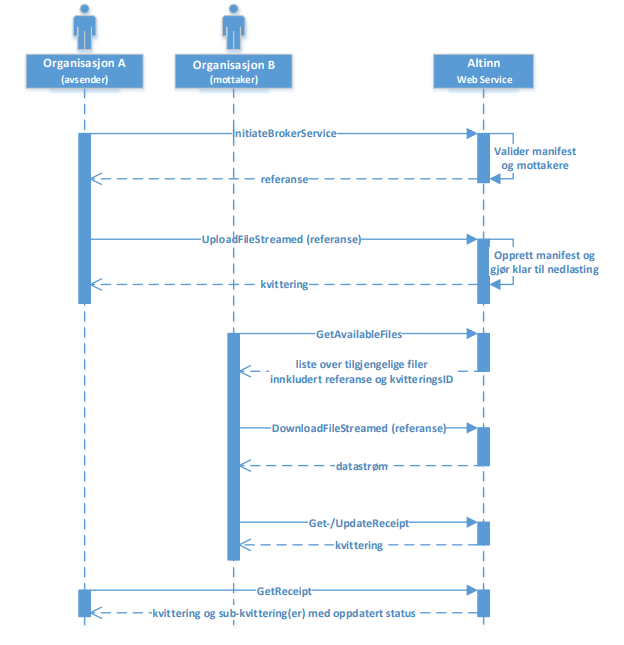 Organisasjon A
(avsender)
Organisasjon B
(mottaker)
Altinn
Web Service
InitiateBrokerService
Valider manifest
og mottakere
referanse
UploadFileStreamed (referanse)
Opprett manifest og
gjør klar til nedlasting
kvittering
GetAvailableFiles
liste over tilgjengelige filer
innkludert referanse og kvitteringsID
DownloadFileStreamed (referanse)
datastrøm
Get-/UpdateReceipt
kvittering
GetReceipt
kvittering og sub-kvittering(er) med oppdatert status